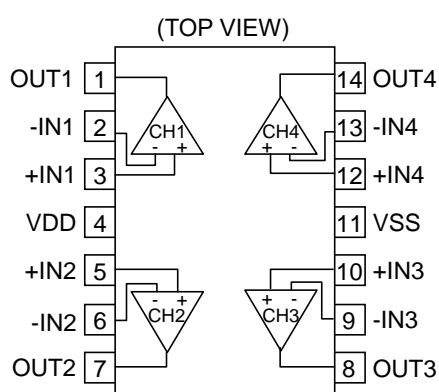 (TOP VIEW)
OUT1 1 14 OUT4
-IN1 2 CH1 CH4 13 -IN4
- + + -
+IN1 3 12 +IN4
VDD 4 11 VSS
+IN2 5 10 +IN3
- + + -
-IN2 6 CH2 CH3 9 -IN3
OUT2 7 8 OUT3